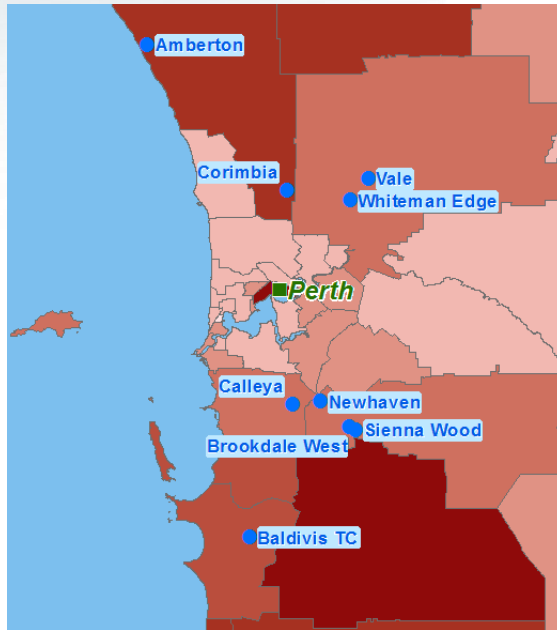 Amberton
Corimbia
Vale
Whiteman Edge
Perth
Calleya
Newhaven
Brookdale West
Sienna Wood
Baldivis TC